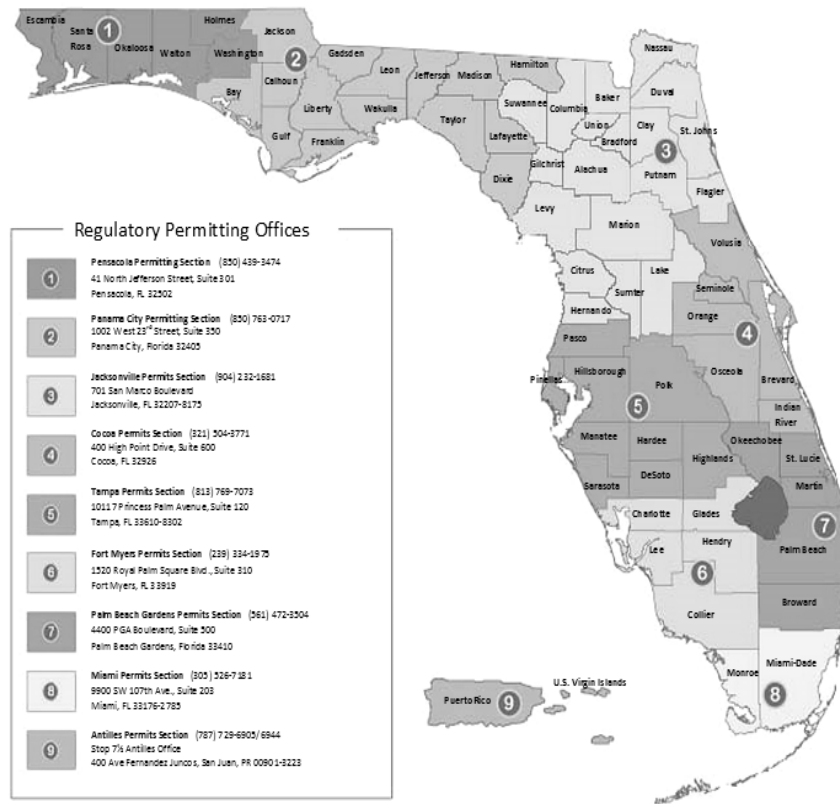 Escambia
Santa
Rosa
1
Okaloosa
Walton
Holmes
Washington
Jackson
2
Bay
Calhoun
Gulf
Liberty
Franklin
Gadsden
Leon
Wakulla
Jefferson
Madison
Taylor
Hamilton
Suwannee
Lafayette
Dixie
Columbia
Baker
Union
Bradford
Gilchrist
Alachua
Nassau
Duval
Clay
St. Johns
3
Putnam
Flagler
Levy
Marion
Volusia
Citrus
Sumter
Lake
Hernando
Seminole
Orange
4
Pasco
Osceola
Brevard
Pinellas
Hillsborough
Polk
5
Indian
River
Manatee
Hardee
Highlands
Okeechobee
St. Lucie
Sarasota
DeSoto
Martin
Charlotte
Glades
7
Palm Beach
Lee
Hendry
6
Broward
Collier
Monroe
Miami-Dade
8
U.S. Virgin Islands
Puerto Rico
9
Regulatory Permitting Offices
1
Pensacola Permitting Section (850) 439-3474
41 North Jefferson Street, Suite 301
Pensacola, FL 32502
2
Panama City Permitting Section (850) 763-0717
1002 West 23rd Street, Suite 350
Panama City, Florida 32405
3
Jacksonville Permits Section (904) 232-1681
701 San Marco Boulevard
Jacksonville, FL 32207-8175
4
Cocoa Permits Section (321) 504-3771
400 High Point Drive, Suite 600
Cocoa, FL 32926
5
Tampa Permits Section (813) 769-7073
10117 Princess Palm Avenue, Suite 120
Tampa, FL 33610-8302
6
Fort Myers Permits Section (239) 334-1975
1520 Royal Palm Square Blvd., Suite 310
Fort Myers, FL 33919
7
Palm Beach Gardens Permits Section (561) 472-3504
4400 PGA Boulevard, Suite 500
Palm Beach Gardens, Florida 33410
8
Miami Permits Section (305) 526-7181
9900 SW 107th Ave., Suite 203
Miami, FL 33176-2785
9
Antilles Permits Section (787) 729-6905/6944
Stop 7½ Antilles Office
400 Ave Fernandez Juncos, San Juan, PR 00901-3223